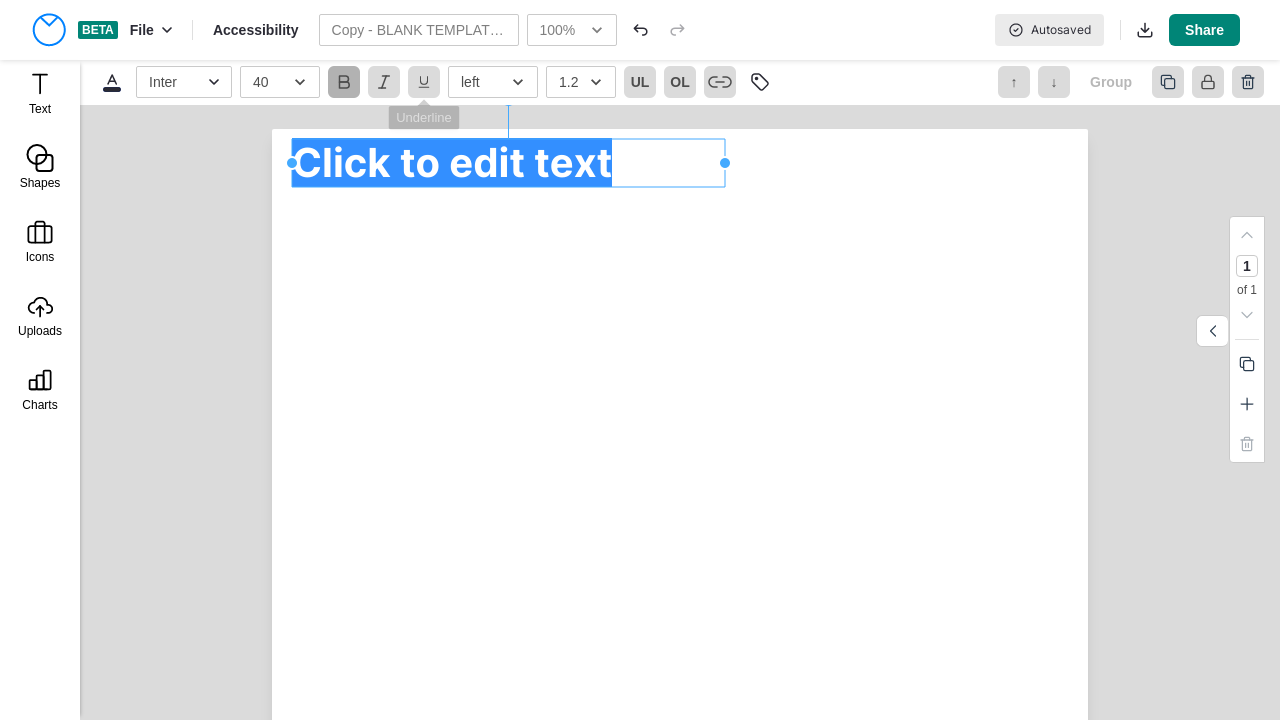 BETA File Accessibility Copy - BLANK TEMPLAT… 100% Autosaved Share
Inter 40 B I U left 1.2 UL OL ↑ ↓ Group
Underline
Text
Shapes
Icons
Uploads
Charts
Click to edit text
1
of 1